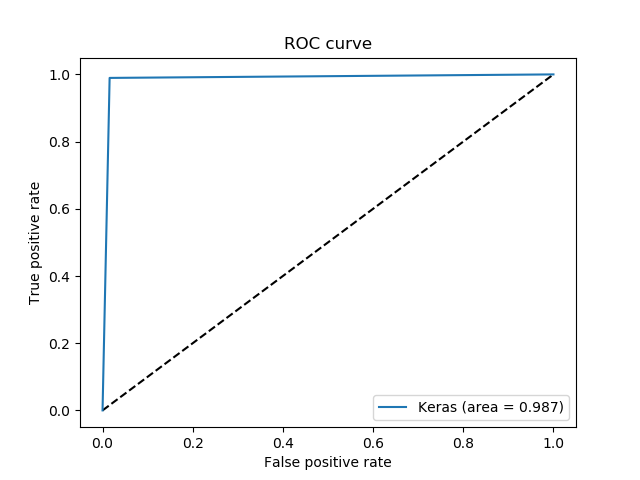 ROC curve
True positive rate
1.0
0.8
0.6
0.4
0.2
0.0
Keras (area = 0.987)
0.0 0.2 0.4 0.6 0.8 1.0
False positive rate